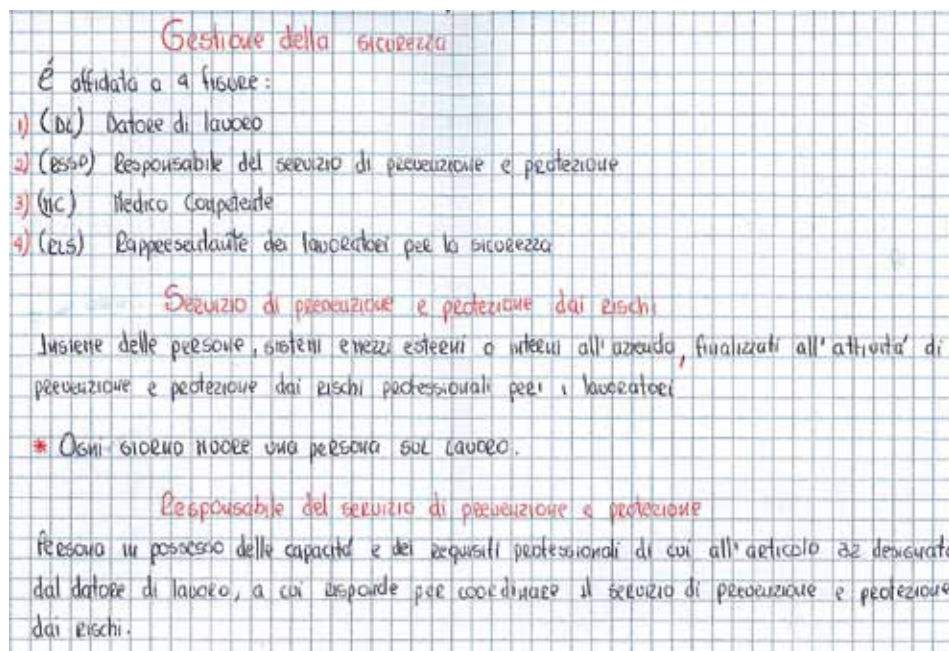 Gestione della sicurezza
É affidata a 4 figure:
1) (DL) Datore di lavoro
2) (RSSP) Responsabile del servizio di prevenzione e protezione
3) (MC) Medico Competente
4) (RLS) Rappresentante dei lavoratori per la sicurezza
Servizio di prevenzione e protezione dai rischi
Insieme delle persone, sistemi e mezzi esterni o interni all'azienda, finalizzati all'attivitá di
prevenzione e protezione dai rischi professionali per i lavoratori
* Ogni giorno muore una persona sul lavoro.
Responsabile del servizio di prevenzione e protezione
Persona in possesso delle capacitá e dei requisiti professionali di cui all'articolo 32 designata
dal datore di lavoro, a cui risponde per coordinare il servizio di prevenzione e protezione
dai rischi.